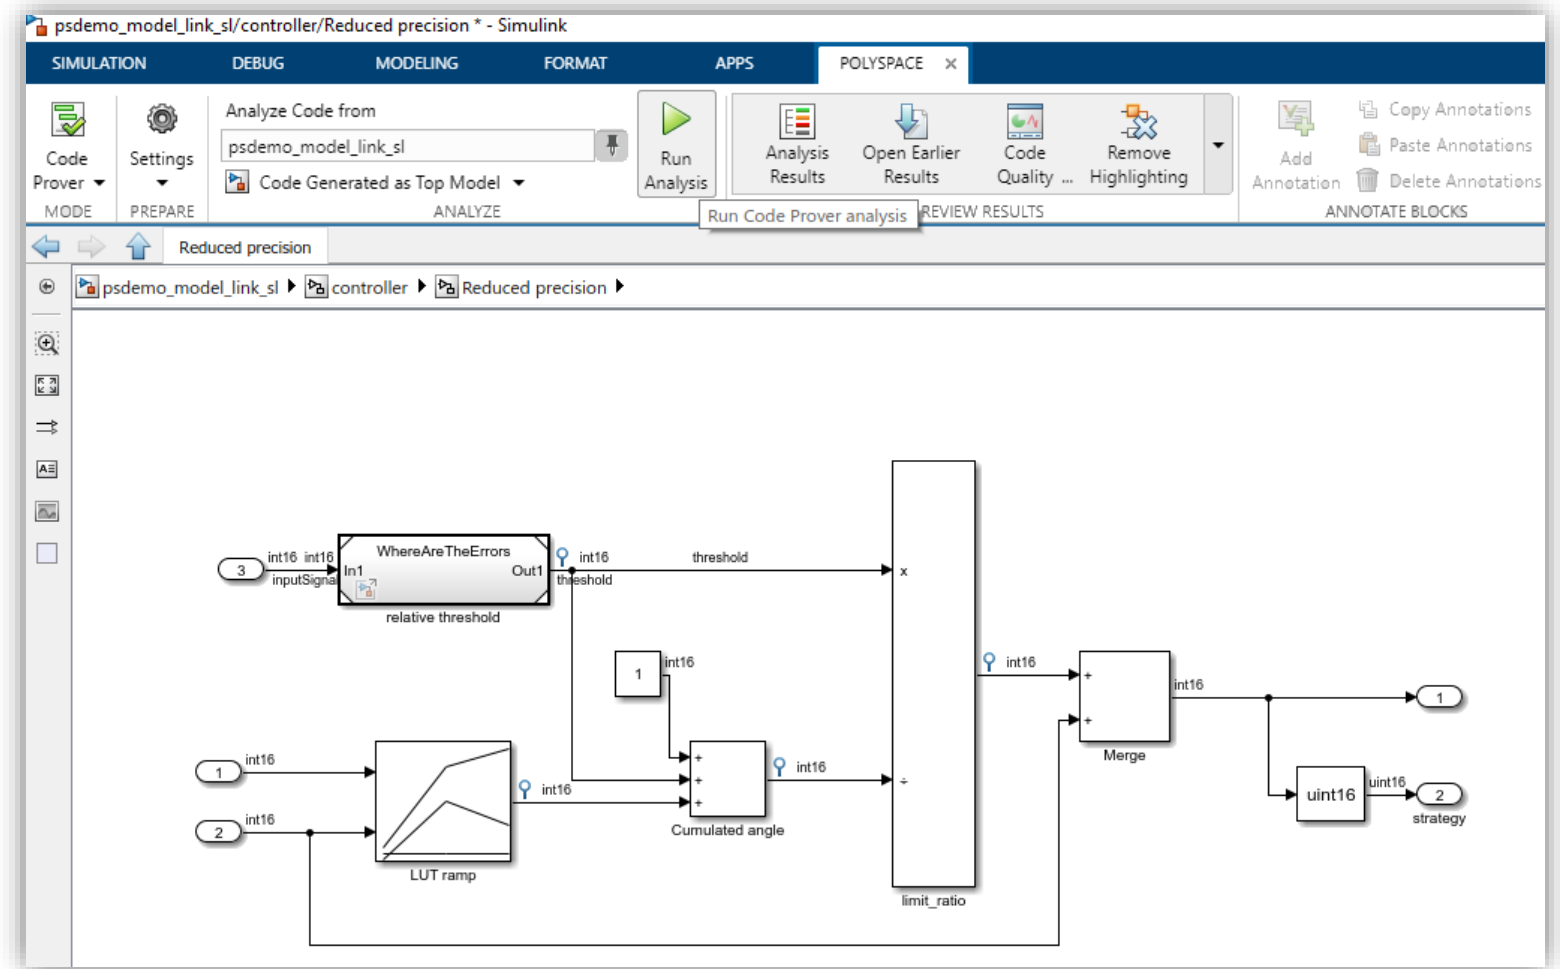 psdemo_model_link_sl/controller/Reduced precision * - Simulink
SIMULATION DEBUG MODELING FORMAT APPS POLYSPACE ×
Code Prover
Settings
Analyze Code from
psdemo_model_link_sl
Code Generated as Top Model
Run Analysis
Analysis Results
Open Earlier Results
Code Quality ...
Remove Highlighting
Add Annotation
Copy Annotations
Paste Annotations
Delete Annotations
MODE PREPARE ANALYZE REVIEW RESULTS ANNOTATE BLOCKS
Run Code Prover analysis
Reduced precision
psdemo_model_link_sl controller Reduced precision
3
int16 int16
inputSigna
WhereAreTheErrors
In1 Out1
relative threshold
int16
threshold
threshold
x
÷
limit_ratio
1
int16
1
int16
2
int16
LUT ramp
int16
+
+
+
Cumulated angle
int16
int16
+
+
Merge
int16
1
uint16
uint16
2
strategy